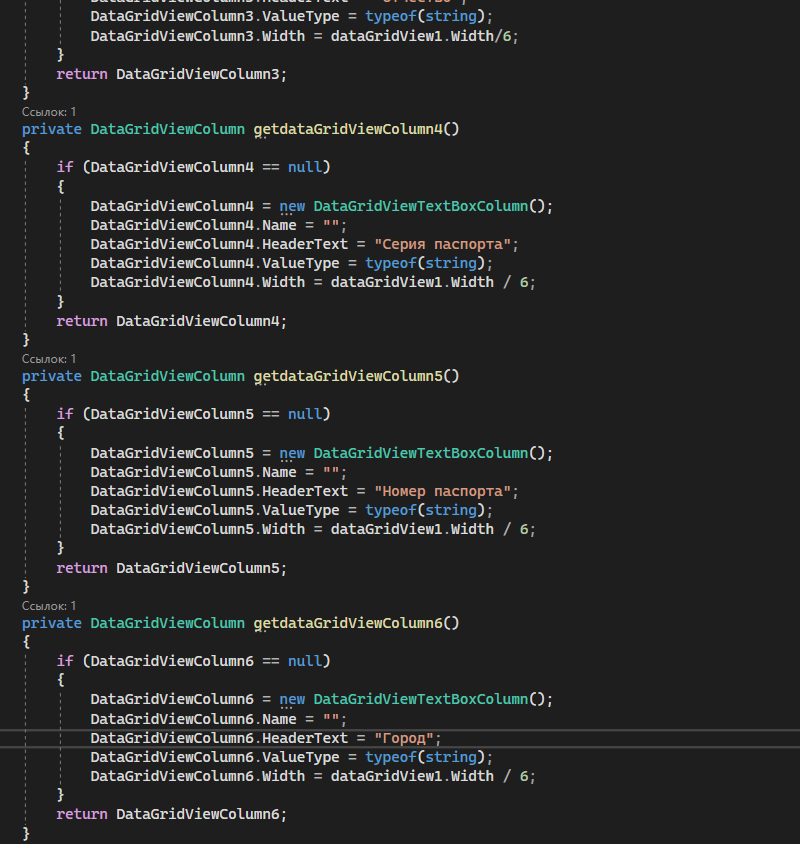 DataGridViewColumn3.ValueType = typeof(string);
DataGridViewColumn3.Width = dataGridView1.Width/6;
}
return DataGridViewColumn3;
}
Ссылок: 1
private DataGridViewColumn getdataGridViewColumn4()
{
if (DataGridViewColumn4 == null)
{
DataGridViewColumn4 = new DataGridViewTextBoxColumn();
DataGridViewColumn4.Name = "";
DataGridViewColumn4.HeaderText = "Серия паспорта";
DataGridViewColumn4.ValueType = typeof(string);
DataGridViewColumn4.Width = dataGridView1.Width / 6;
}
return DataGridViewColumn4;
}
Ссылок: 1
private DataGridViewColumn getdataGridViewColumn5()
{
if (DataGridViewColumn5 == null)
{
DataGridViewColumn5 = new DataGridViewTextBoxColumn();
DataGridViewColumn5.Name = "";
DataGridViewColumn5.HeaderText = "Номер паспорта";
DataGridViewColumn5.ValueType = typeof(string);
DataGridViewColumn5.Width = dataGridView1.Width / 6;
}
return DataGridViewColumn5;
}
Ссылок: 1
private DataGridViewColumn getdataGridViewColumn6()
{
if (DataGridViewColumn6 == null)
{
DataGridViewColumn6 = new DataGridViewTextBoxColumn();
DataGridViewColumn6.Name = "";
DataGridViewColumn6.HeaderText = "Город";
DataGridViewColumn6.ValueType = typeof(string);
DataGridViewColumn6.Width = dataGridView1.Width / 6;
}
return DataGridViewColumn6;
}